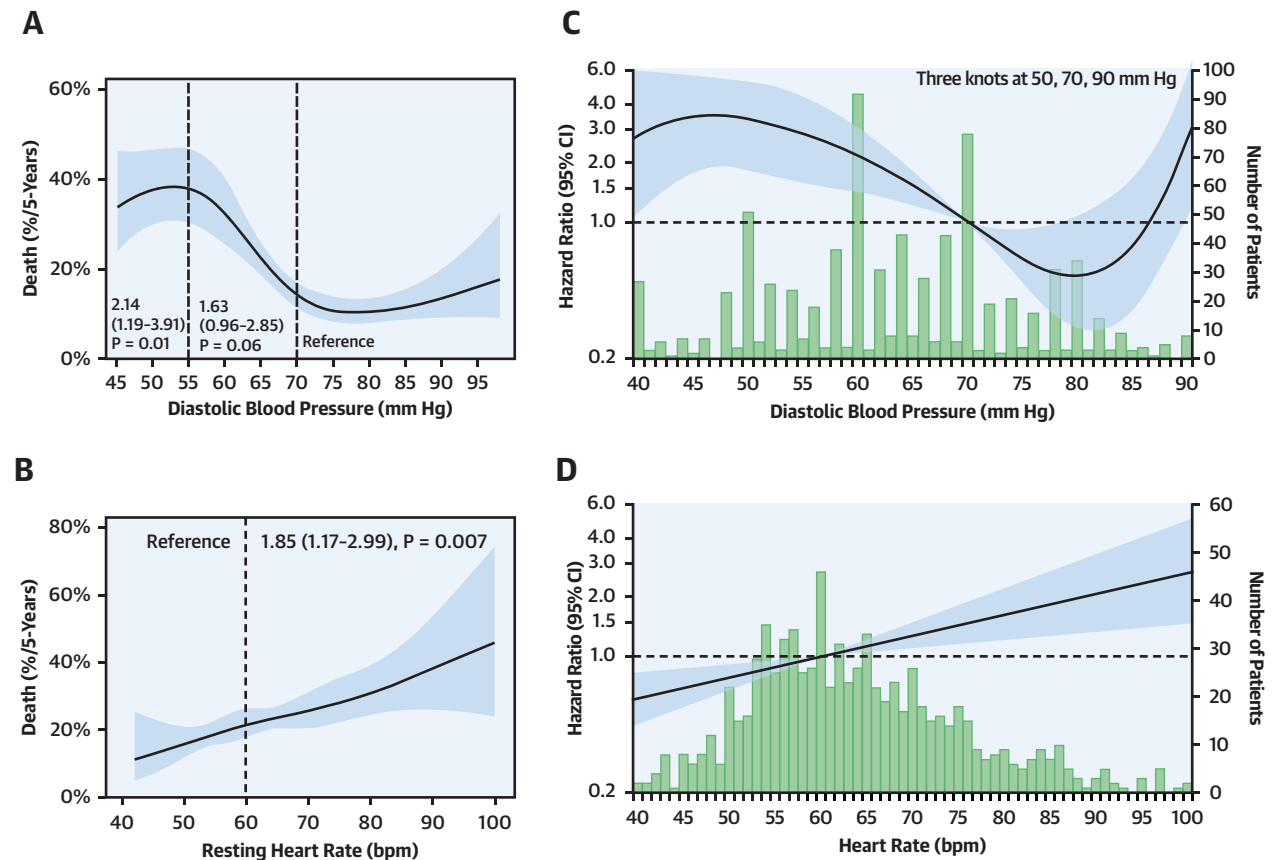 A
60%
40%
20%
0%
Death (%/5-Years)
2.14
(1.19–3.91)
P = 0.01
1.63
(0.96–2.85)
P = 0.06
Reference
45 50 55 60 65 70 75 80 85 90 95
Diastolic Blood Pressure (mm Hg)
C
Three knots at 50, 70, 90 mm Hg
6.0
4.0
3.0
2.0
1.5
1.0
0.2
Hazard Ratio (95% CI)
100
90
80
70
60
50
40
30
20
10
0
Number of Patients
40 45 50 55 60 65 70 75 80 85 90
Diastolic Blood Pressure (mm Hg)
B
80%
60%
40%
20%
0%
Death (%/5-Years)
Reference
1.85 (1.17–2.99), P = 0.007
40 50 60 70 80 90 100
Resting Heart Rate (bpm)
D
6.0
4.0
3.0
2.0
1.5
1.0
0.2
Hazard Ratio (95% CI)
60
50
40
30
20
10
0
Number of Patients
40 45 50 55 60 65 70 75 80 85 90 95 100
Heart Rate (bpm)